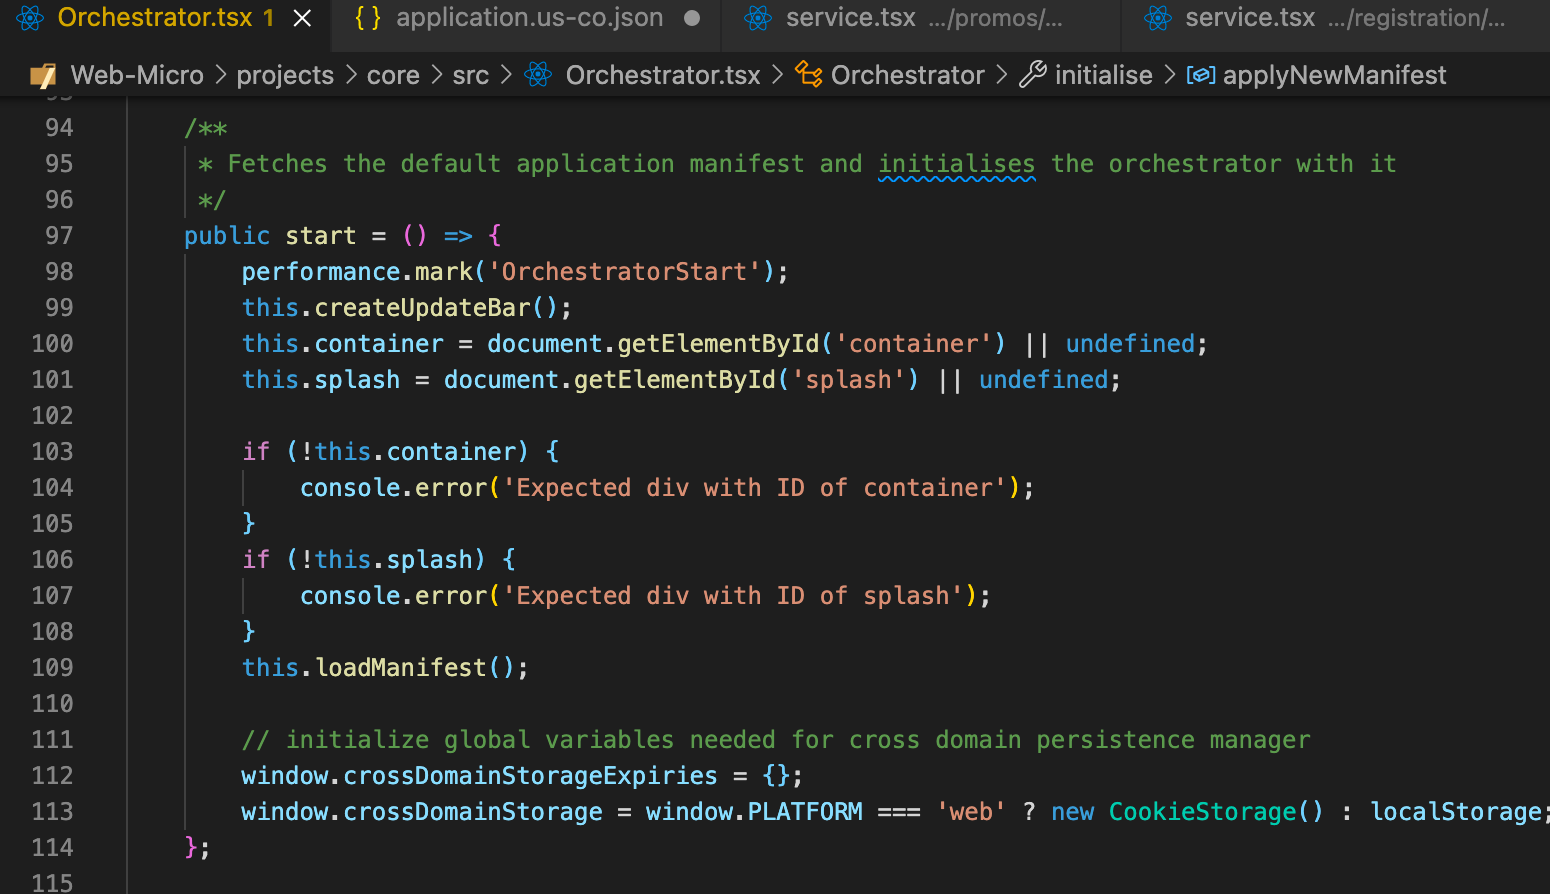 Orchestrator.tsx 1 × {} application.us-co.json ● service.tsx .../promos/... service.tsx .../registration/...
Web-Micro > projects > core > src > Orchestrator.tsx > Orchestrator > initialise > applyNewManifest
94 /**
95 * Fetches the default application manifest and initialises the orchestrator with it
96 */
97 public start = () => {
98 performance.mark('OrchestratorStart');
99 this.createUpdateBar();
100 this.container = document.getElementById('container') || undefined;
101 this.splash = document.getElementById('splash') || undefined;
102
103 if (!this.container) {
104 console.error('Expected div with ID of container');
105 }
106 if (!this.splash) {
107 console.error('Expected div with ID of splash');
108 }
109 this.loadManifest();
110
111 // initialize global variables needed for cross domain persistence manager
112 window.crossDomainStorageExpiries = {};
113 window.crossDomainStorage = window.PLATFORM === 'web' ? new CookieStorage() : localStorage;
114 };
115